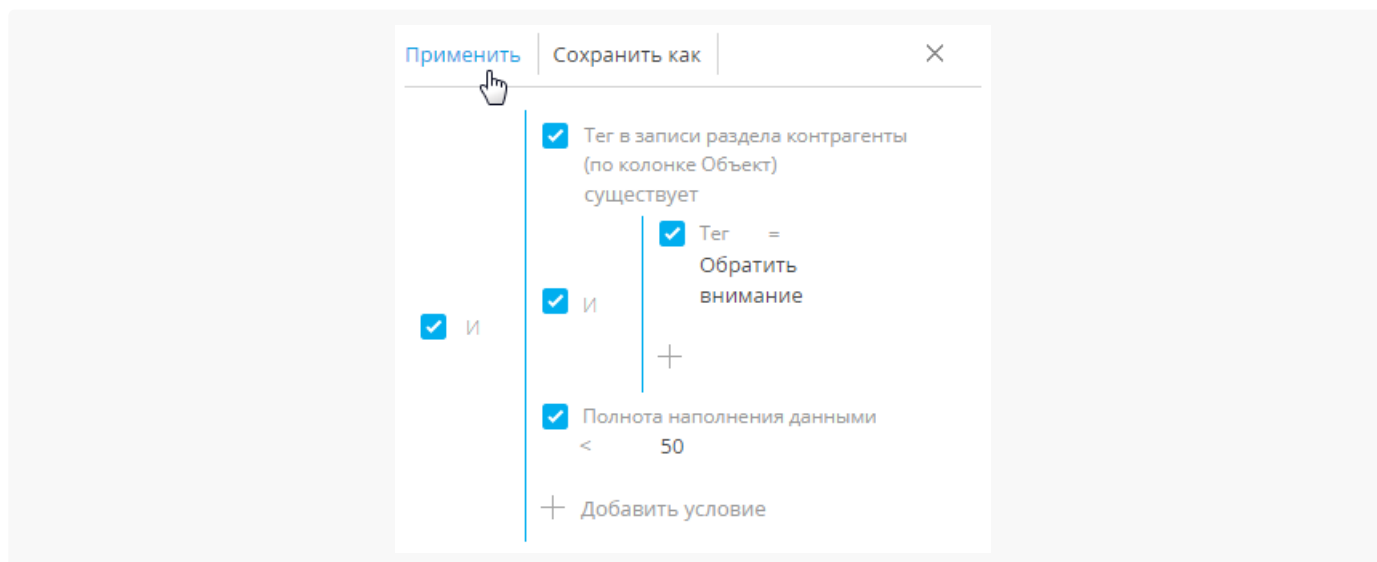 Применить Сохранить как
Тег в записи раздела контрагенты
(по колонке Объект)
существует
Тег =
Обратить
внимание
И
И
Полнота наполнения данными
< 50
Добавить условие